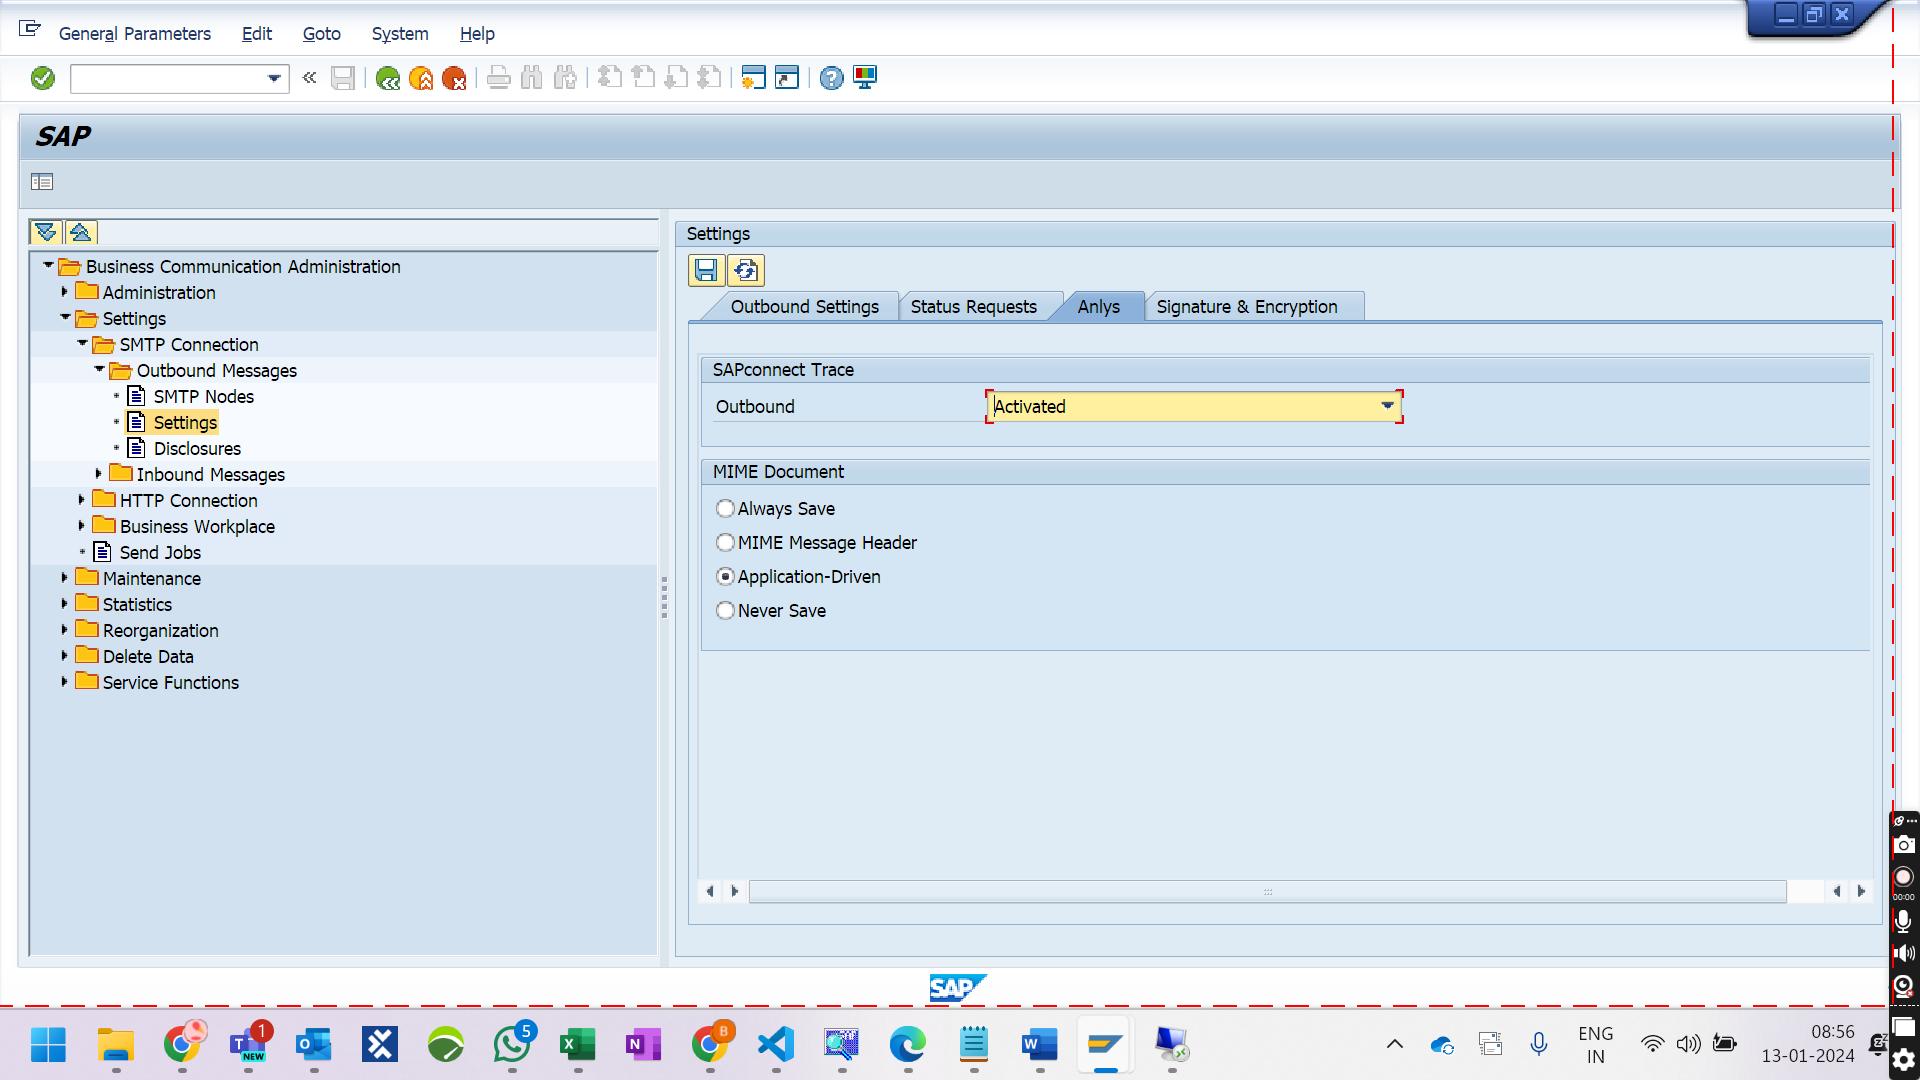 General Parameters Edit Goto System Help
SAP
Settings
Business Communication Administration
Administration
Settings
SMTP Connection
Outbound Messages
SMTP Nodes
Settings
Disclosures
Inbound Messages
HTTP Connection
Business Workplace
Send Jobs
Maintenance
Statistics
Reorganization
Delete Data
Service Functions
Outbound Settings Status Requests Anlys Signature & Encryption
SAPconnect Trace
Outbound Activated
MIME Document
Always Save
MIME Message Header
Application-Driven
Never Save
00:00
SAP
1
NEW
5
B
ENG
IN
08:56
13-01-2024